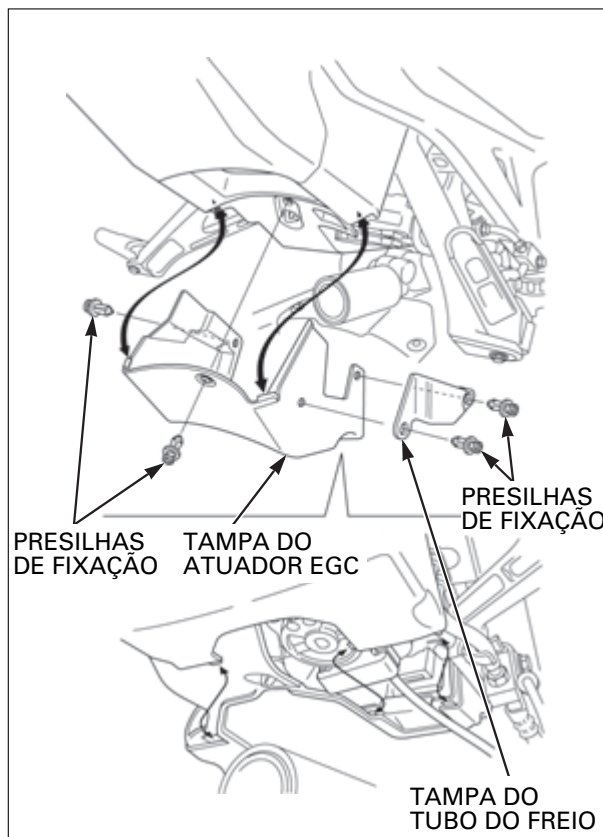 PRESILHAS
DE FIXAÇÃO
TAMPA DO
ATUADOR EGC
PRESILHAS
DE FIXAÇÃO
TAMPA DO
TUBO DO FREIO